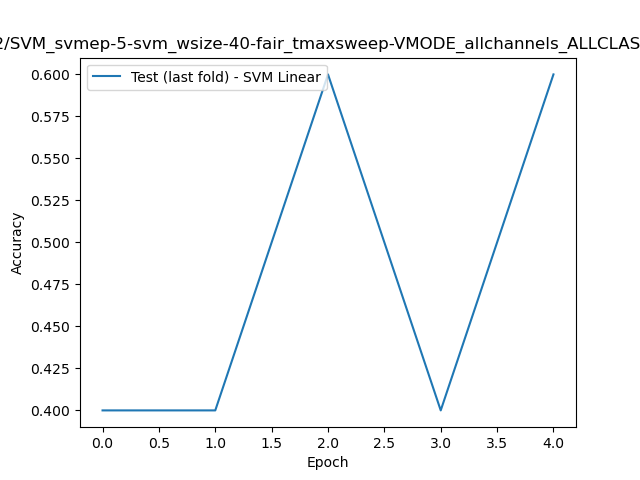 2/SVM_svmep-5-svm_wsize-40-fair_tmaxsweep-VMODE_allchannels_ALLCLAS
Test (last fold) - SVM Linear
Accuracy
0.600
0.575
0.550
0.525
0.500
0.475
0.450
0.425
0.400
0.0 0.5 1.0 1.5 2.0 2.5 3.0 3.5 4.0
Epoch